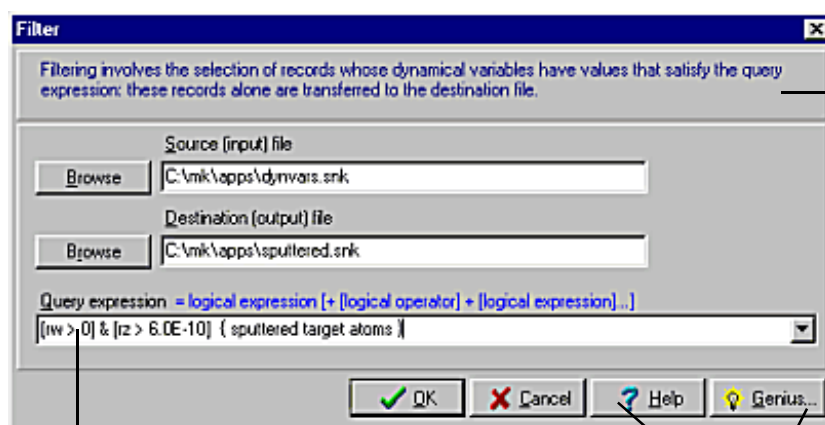 Filter
Filtering involves the selection of records whose dynamical variables have values that satisfy the query
expression: these records alone are transferred to the destination file.
Source (input) file
Browse
C:\mk\apps\dynvars.snk
Destination (output) file
Browse
C:\mk\apps\sputtered.snk
Query expression = logical expression [+ [logical operator] + [logical expression]...]
[rw > 0] & [rz > 6.0E-10] { sputtered target atoms }
OK Cancel Help Genius...